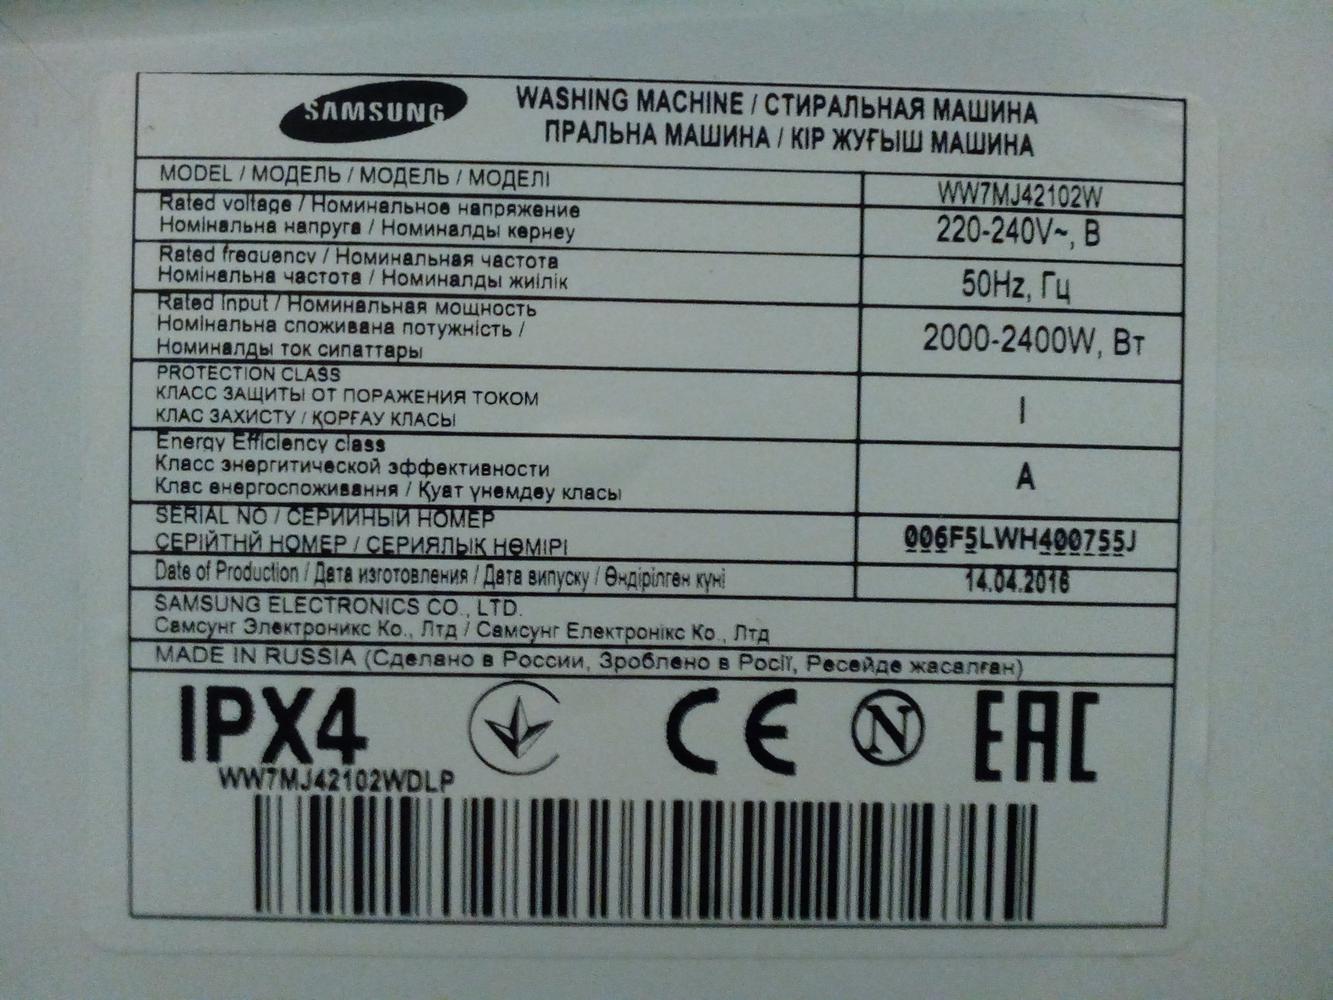 SAMSUNG
WASHING MACHINE / СТИРАЛЬНАЯ МАШИНА
ПРАЛЬНА МАШИНА / КІР ЖУҒЫШ МАШИНА
MODEL / МОДЕЛЬ / МОДЕЛЬ / МОДЕЛІ
WW7MJ42102W
Rated voltage / Номинальное напряжение
Номінальна напруга / Номиналды кернеу
220-240V~, В
Rated frequency / Номинальная частота
Номінальна частота / Номиналды жиілік
50Hz, Гц
Rated Input / Номинальная мощность
Номінальна споживана потужність /
Номиналды ток сипаттары
2000-2400W, Вт
PROTECTION CLASS
КЛАСС ЗАЩИТЫ ОТ ПОРАЖЕНИЯ ТОКОМ
КЛАС ЗАХИСТУ / ҚОРҒАУ КЛАСЫ
I
Energy Efficiency class
Класс энергитической эффективности
Клас енергоспоживання / Қуат үнемдеу класы
A
SERIAL NO / СЕРИЙНЫЙ НОМЕР
СЕРІЙТНЙ НОМЕР / СЕРИЯЛЫК НӨМІРІ
006F5LWH400755J
Date of Production / Дата изготовления / Дата випуску / Өндірілген күні
14.04.2016
SAMSUNG ELECTRONICS CO., LTD.
Самсунг Электроникс Ко., Лтд / Самсунг Електронікс Ко., Лтд
MADE IN RUSSIA (Сделано в России, Зроблено в Росії, Ресейде жасалған)
IPX4
CE
N
EAC
WW7MJ42102WDLP